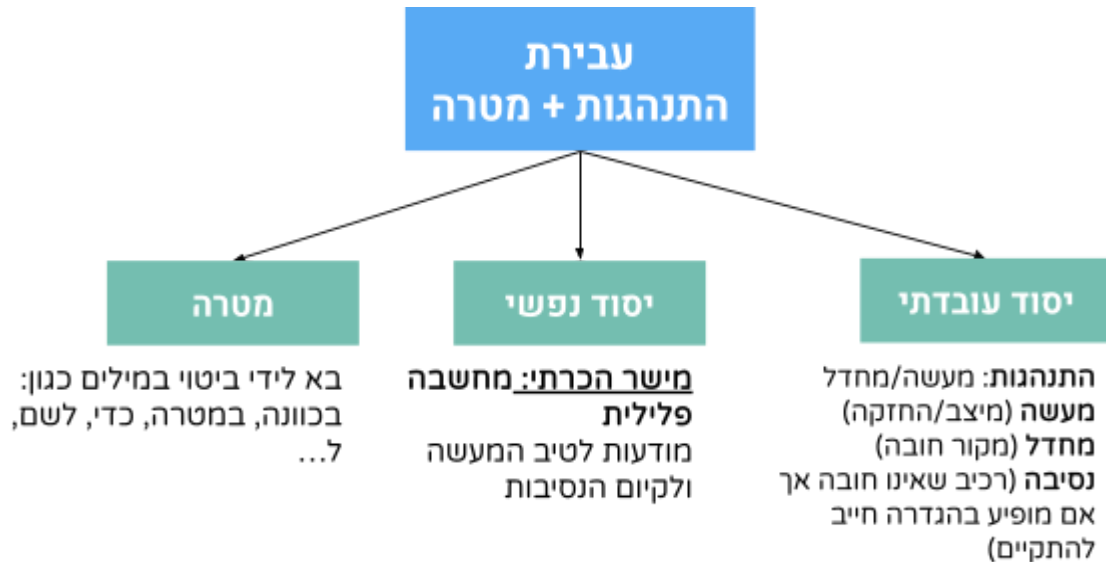 עבירת
התנהגות + מטרה
יסוד עובדתי
התנהגות: מעשה/מחדל
מעשה (מיצב/החזקה)
מחדל (מקור חובה)
נסיבה (רכיב שאינו חובה אך
אם מופיע בהגדרה חייב
להתקיים)
יסוד נפשי
מישר הכרתי: מחשבה
פלילית
מודעות לטיב המעשה
ולקיום הנסיבות
מטרה
בא לידי ביטוי במילים כגון:
בכוונה, במטרה, כדי, לשם,
ל...